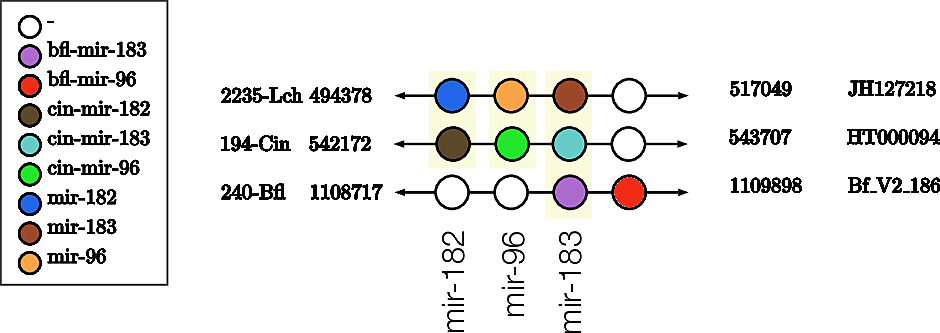 -
bfl-mir-183
bfl-mir-96
cin-mir-182
cin-mir-183
cin-mir-96
mir-182
mir-183
mir-96
2235-Lch 494378 517049 JH127218
194-Cin 542172 543707 HT000094
240-Bfl 1108717 1109898 Bf_V2_186
mir-182
mir-96
mir-183